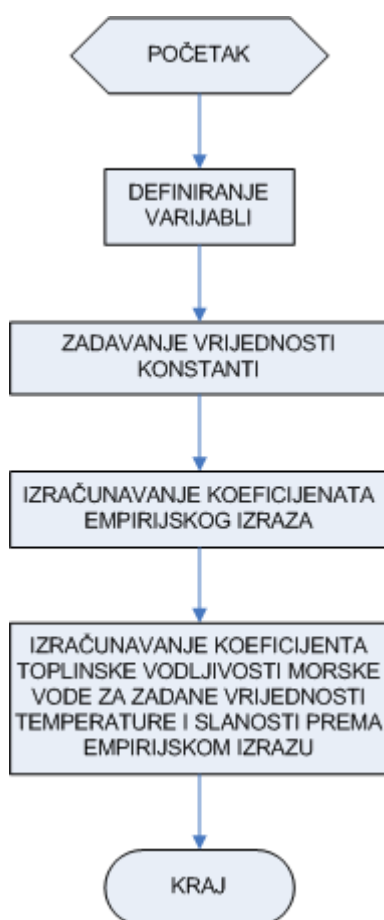 POČETAK
DEFINIRANJE
VARIJABLI
ZADAVANJE VRIJEDNOSTI
KONSTANTI
IZRAČUNAVANJE KOEFICIJENATA
EMPIRIJSKOG IZRAZA
IZRAČUNAVANJE KOEFICIJENTA
TOPLINSKE VODLJIVOSTI MORSKE
VODE ZA ZADANE VRIJEDNOSTI
TEMPERATURE I SLANOSTI PREMA
EMPIRIJSKOM IZRAZU
KRAJ